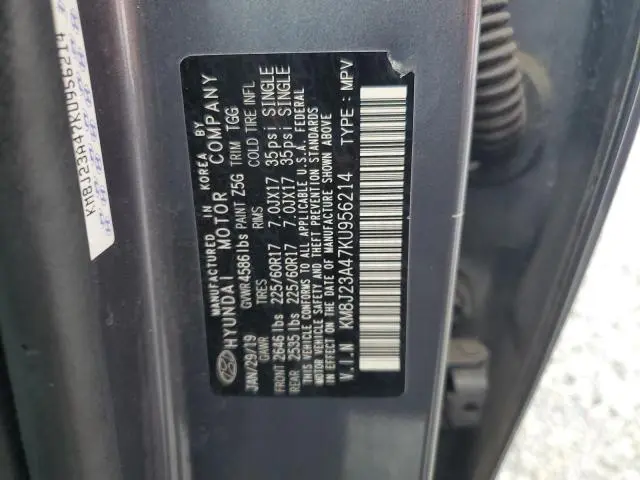 KM8J23A47KU956214
MANUFACTURED IN KOREA BY
HYUNDAI MOTOR COMPANY
JAN/29/19 GVWR4586lbs PAINT Z5G TRIM TGG
GAWR TIRES RIMS COLD TIRE INFL
FRONT 2646lbs 225/60R17 7.0JX17 35psi SINGLE
REAR 2535lbs 225/60R17 7.0JX17 35psi SINGLE
THIS VEHICLE CONFORMS TO ALL APPLICABLE U.S.A. FEDERAL
MOTOR VEHICLE SAFETY AND THEFT PREVENTION STANDARDS
IN EFFECT ON THE DATE OF MANUFACTURE SHOWN ABOVE
V.I.N KM8J23A47KU956214 TYPE : MPV